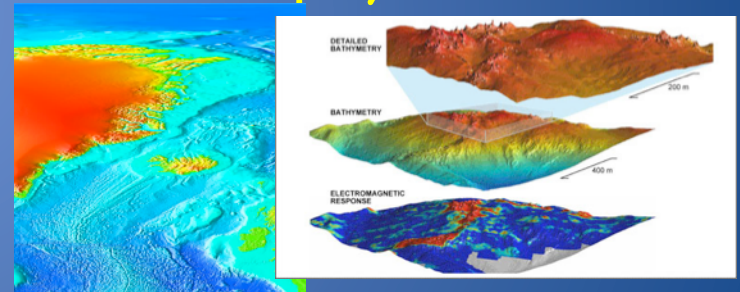 DETAILED
BATHYMETRY
200 m
BATHYMETRY
400 m
ELECTROMAGNETIC
RESPONSE